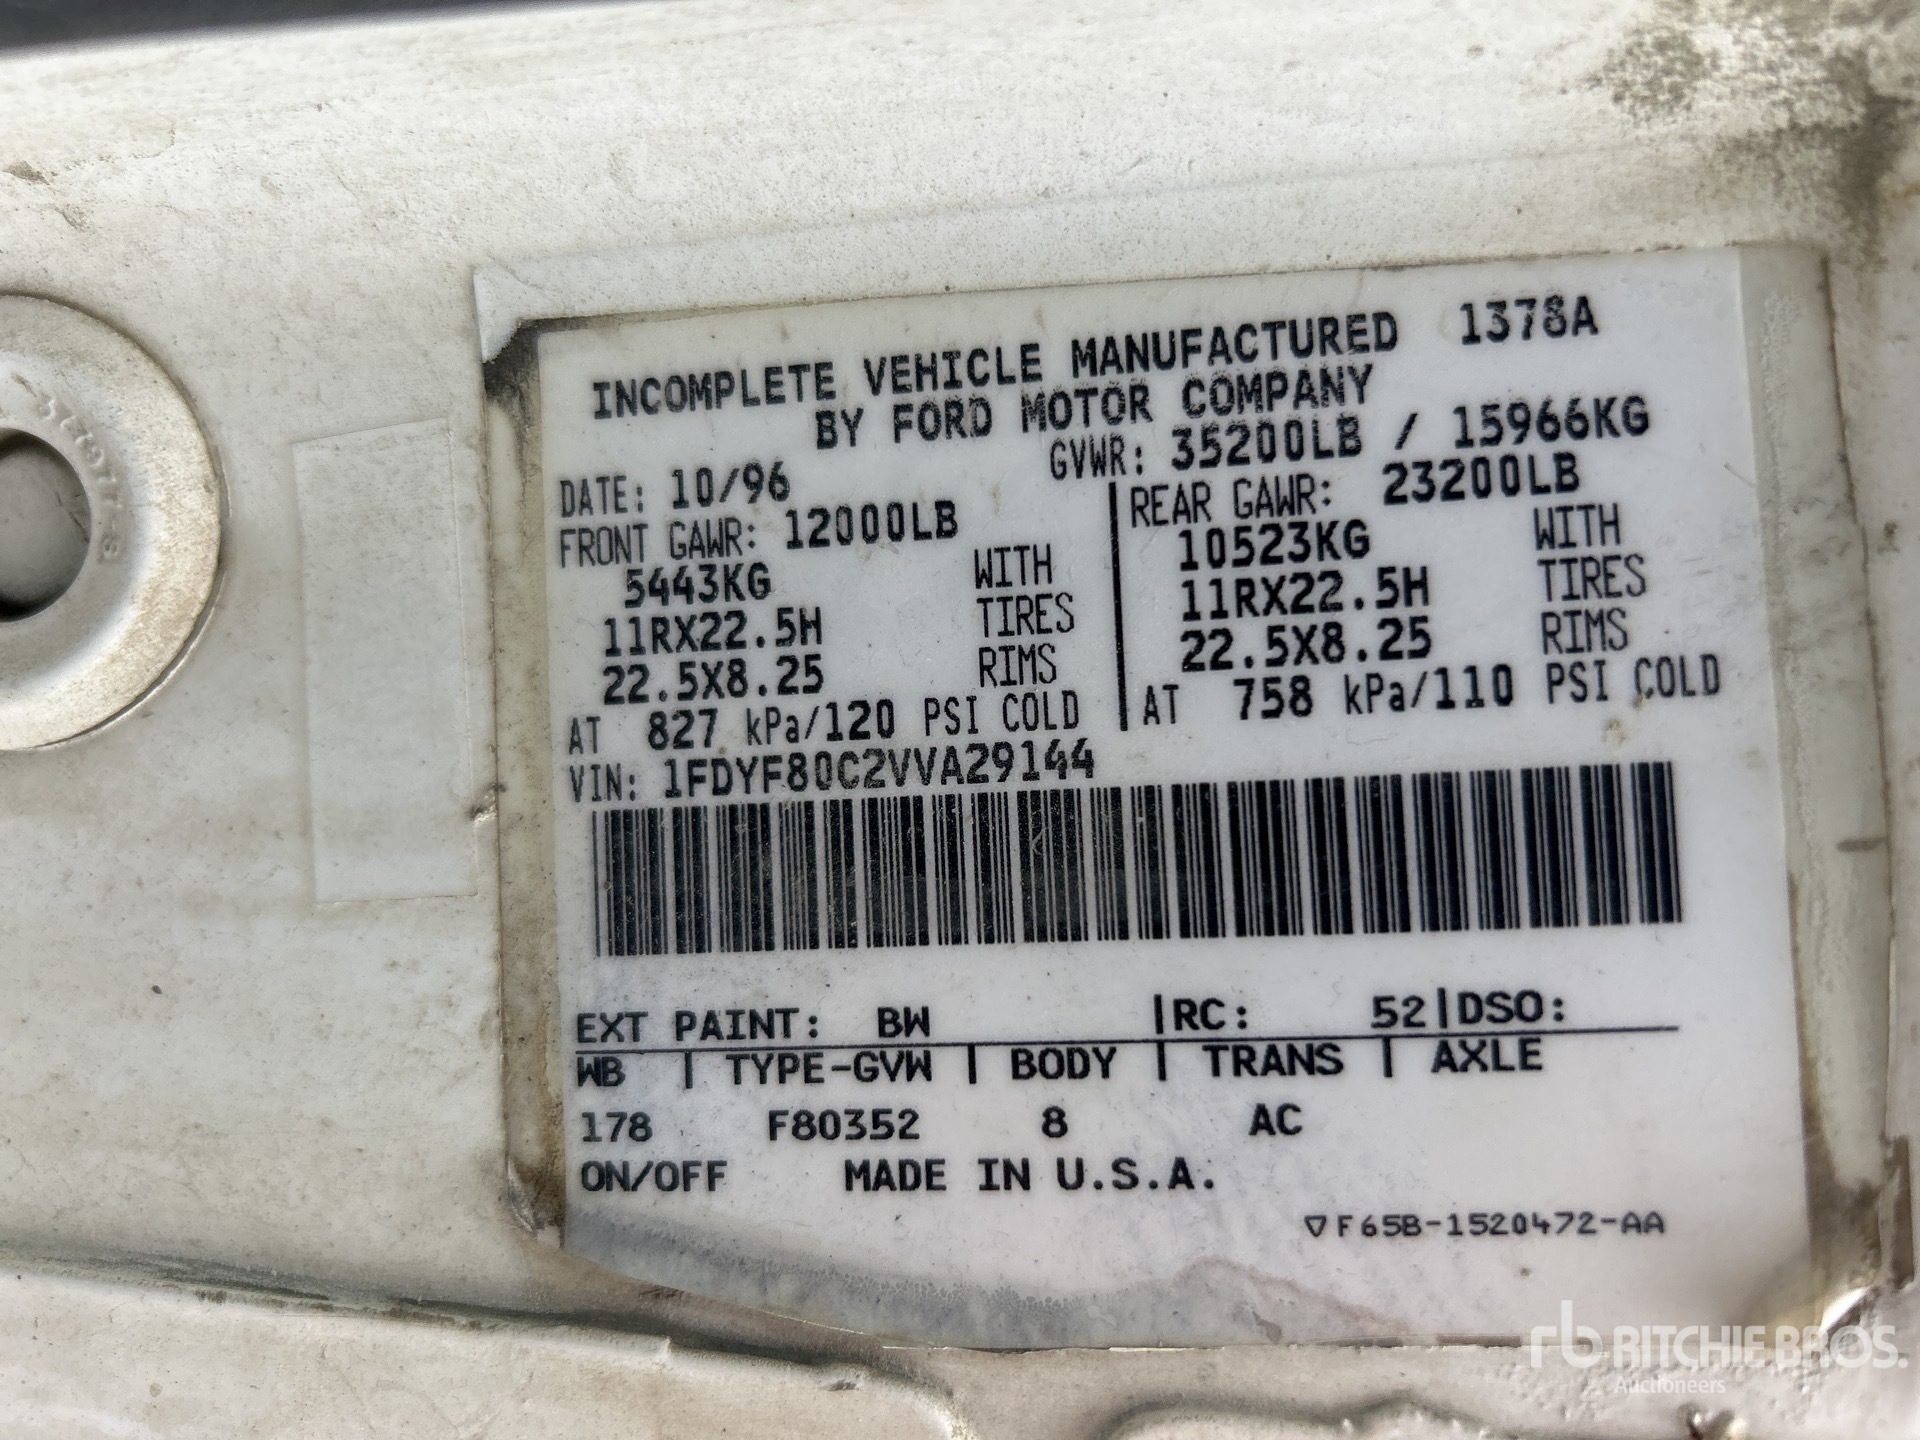 INCOMPLETE VEHICLE MANUFACTURED 1378A
BY FORD MOTOR COMPANY
DATE: 10/96 GVWR: 35200LB / 15966KG
FRONT GAWR: 12000LB
5443KG WITH
11RX22.5H TIRES
22.5X8.25 RIMS
AT 827 kPa/120 PSI COLD
REAR GAWR: 23200LB
10523KG WITH
11RX22.5H TIRES
22.5X8.25 RIMS
AT 758 kPa/110 PSI COLD
VIN: 1FDYF80C2VVA29144
EXT PAINT: BW |RC: 52|DSO:
WB | TYPE-GVW | BODY | TRANS | AXLE
178 F80352 8 AC
ON/OFF MADE IN U.S.A.
▽F65B-1520472-AA
rb RITCHIE BROS.
Auctioneers